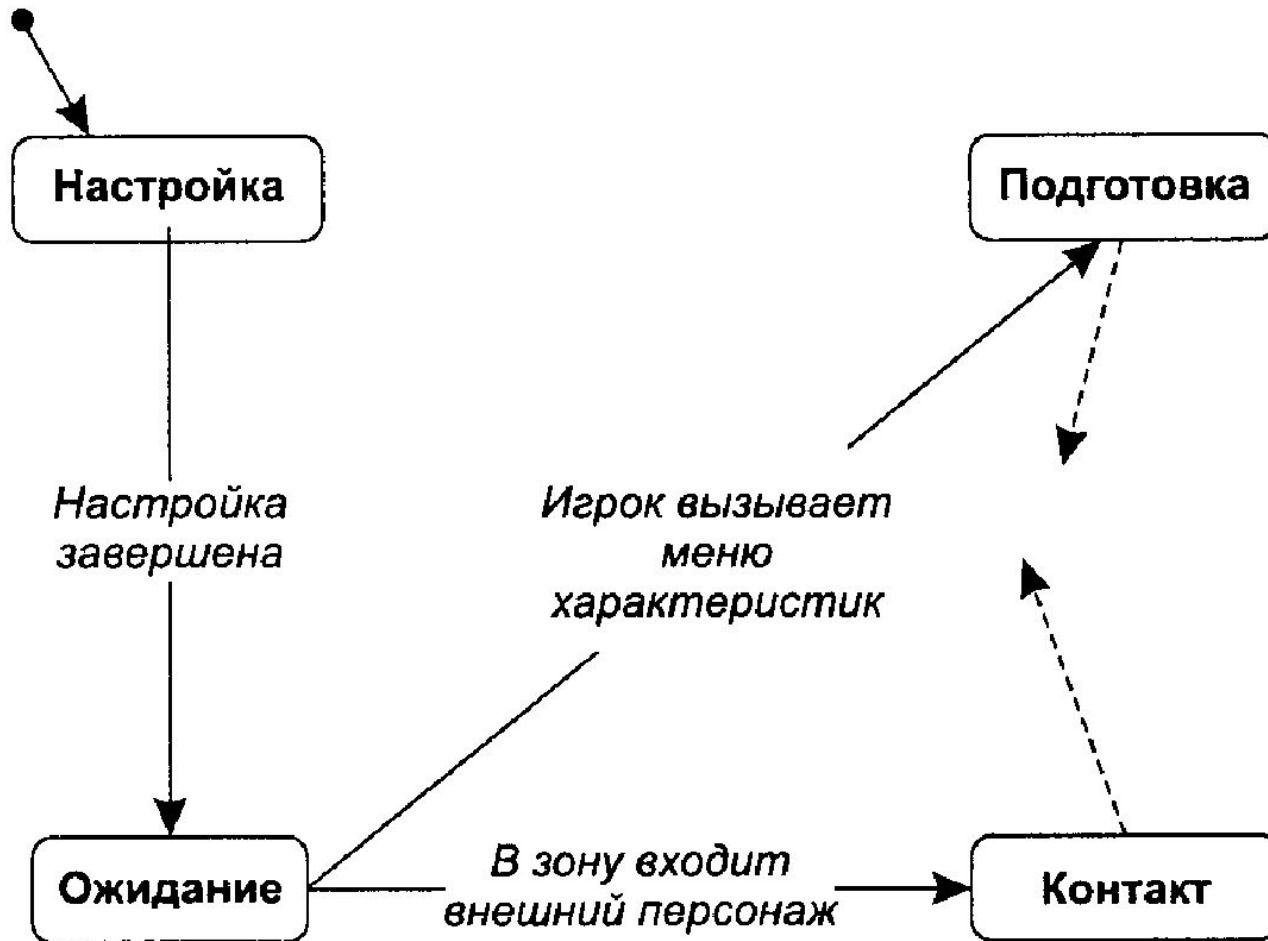 Настройка
Подготовка
Настройка
завершена
Игрок вызывает
меню
характеристик
Ожидание
В зону входит
внешний персонаж
Контакт